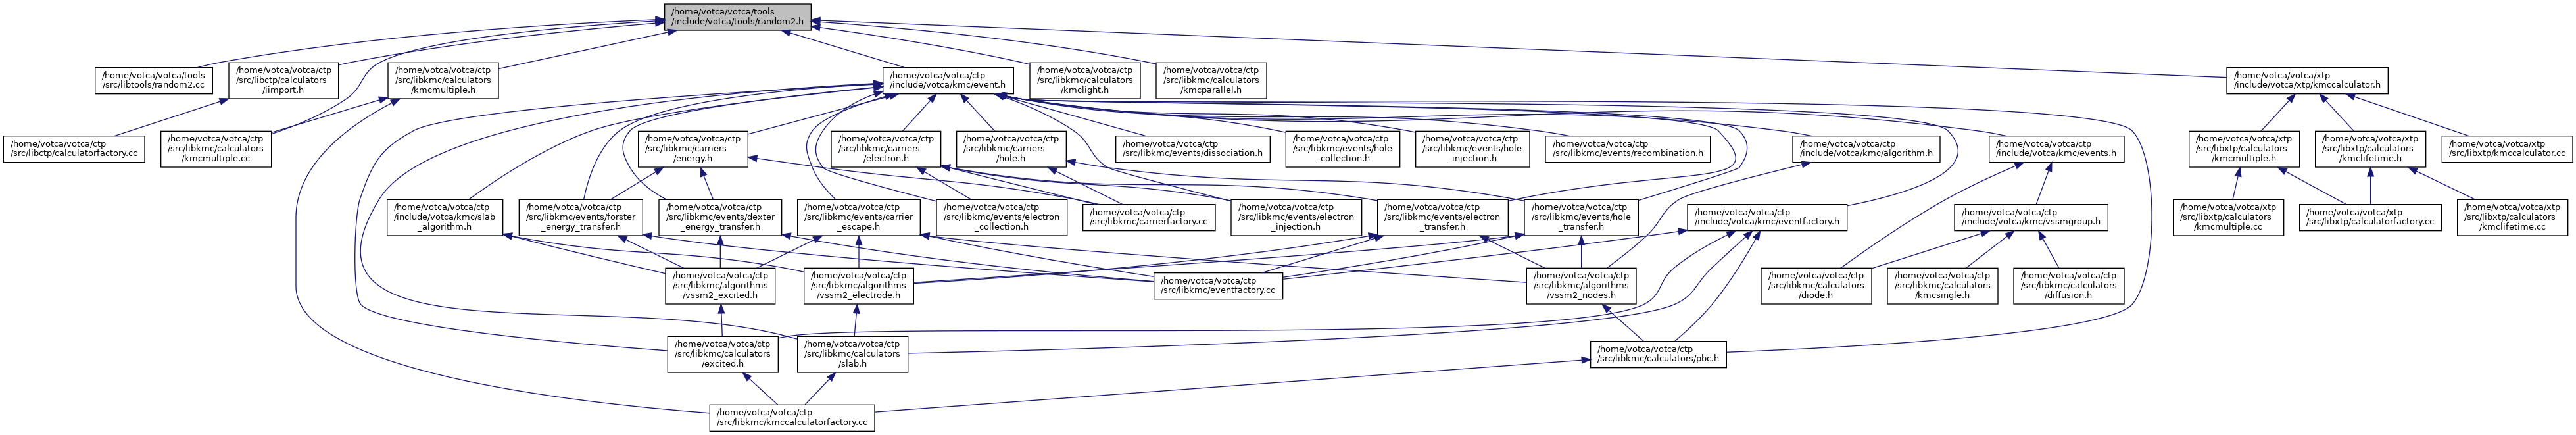 /home/votca/votca/tools
/include/votca/tools/random2.h
/home/votca/votca/tools
/src/libtools/random2.cc
/home/votca/votca/ctp
/src/libctp/calculators
/iimport.h
/home/votca/votca/ctp
/src/libkmc/calculators
/kmcmultiple.h
/home/votca/votca/ctp
/include/votca/kmc/event.h
/home/votca/votca/ctp
/src/libkmc/calculators
/kmclight.h
/home/votca/votca/ctp
/src/libkmc/calculators
/kmcparallel.h
/home/votca/votca/xtp
/include/votca/xtp/kmccalculator.h
/home/votca/votca/ctp
/src/libctp/calculatorfactory.cc
/home/votca/votca/ctp
/src/libkmc/calculators
/kmcmultiple.cc
/home/votca/votca/ctp
/src/libkmc/carriers
/energy.h
/home/votca/votca/ctp
/src/libkmc/carriers
/electron.h
/home/votca/votca/ctp
/src/libkmc/carriers
/hole.h
/home/votca/votca/ctp
/src/libkmc/events/dissociation.h
/home/votca/votca/ctp
/src/libkmc/events/hole
_collection.h
/home/votca/votca/ctp
/src/libkmc/events/hole
_injection.h
/home/votca/votca/ctp
/src/libkmc/events/recombination.h
/home/votca/votca/ctp
/include/votca/kmc/algorithm.h
/home/votca/votca/ctp
/include/votca/kmc/events.h
/home/votca/votca/xtp
/src/libxtp/calculators
/kmcmultiple.h
/home/votca/votca/xtp
/src/libxtp/calculators
/kmclifetime.h
/home/votca/votca/xtp
/src/libxtp/kmccalculator.cc
/home/votca/votca/ctp
/include/votca/kmc/slab
_algorithm.h
/home/votca/votca/ctp
/src/libkmc/events/forster
_energy_transfer.h
/home/votca/votca/ctp
/src/libkmc/events/dexter
_energy_transfer.h
/home/votca/votca/ctp
/src/libkmc/events/carrier
_escape.h
/home/votca/votca/ctp
/src/libkmc/events/electron
_collection.h
/home/votca/votca/ctp
/src/libkmc/carrierfactory.cc
/home/votca/votca/ctp
/src/libkmc/events/electron
_injection.h
/home/votca/votca/ctp
/src/libkmc/events/electron
_transfer.h
/home/votca/votca/ctp
/src/libkmc/events/hole
_transfer.h
/home/votca/votca/ctp
/include/votca/kmc/eventfactory.h
/home/votca/votca/ctp
/include/votca/kmc/vssmgroup.h
/home/votca/votca/xtp
/src/libxtp/calculators
/kmcmultiple.cc
/home/votca/votca/xtp
/src/libxtp/calculatorfactory.cc
/home/votca/votca/xtp
/src/libxtp/calculators
/kmclifetime.cc
/home/votca/votca/ctp
/src/libkmc/algorithms
/vssm2_excited.h
/home/votca/votca/ctp
/src/libkmc/algorithms
/vssm2_electrode.h
/home/votca/votca/ctp
/src/libkmc/eventfactory.cc
/home/votca/votca/ctp
/src/libkmc/algorithms
/vssm2_nodes.h
/home/votca/votca/ctp
/src/libkmc/calculators
/diode.h
/home/votca/votca/ctp
/src/libkmc/calculators
/kmcsingle.h
/home/votca/votca/ctp
/src/libkmc/calculators
/diffusion.h
/home/votca/votca/ctp
/src/libkmc/calculators
/excited.h
/home/votca/votca/ctp
/src/libkmc/calculators
/slab.h
/home/votca/votca/ctp
/src/libkmc/calculators/pbc.h
/home/votca/votca/ctp
/src/libkmc/kmccalculatorfactory.cc